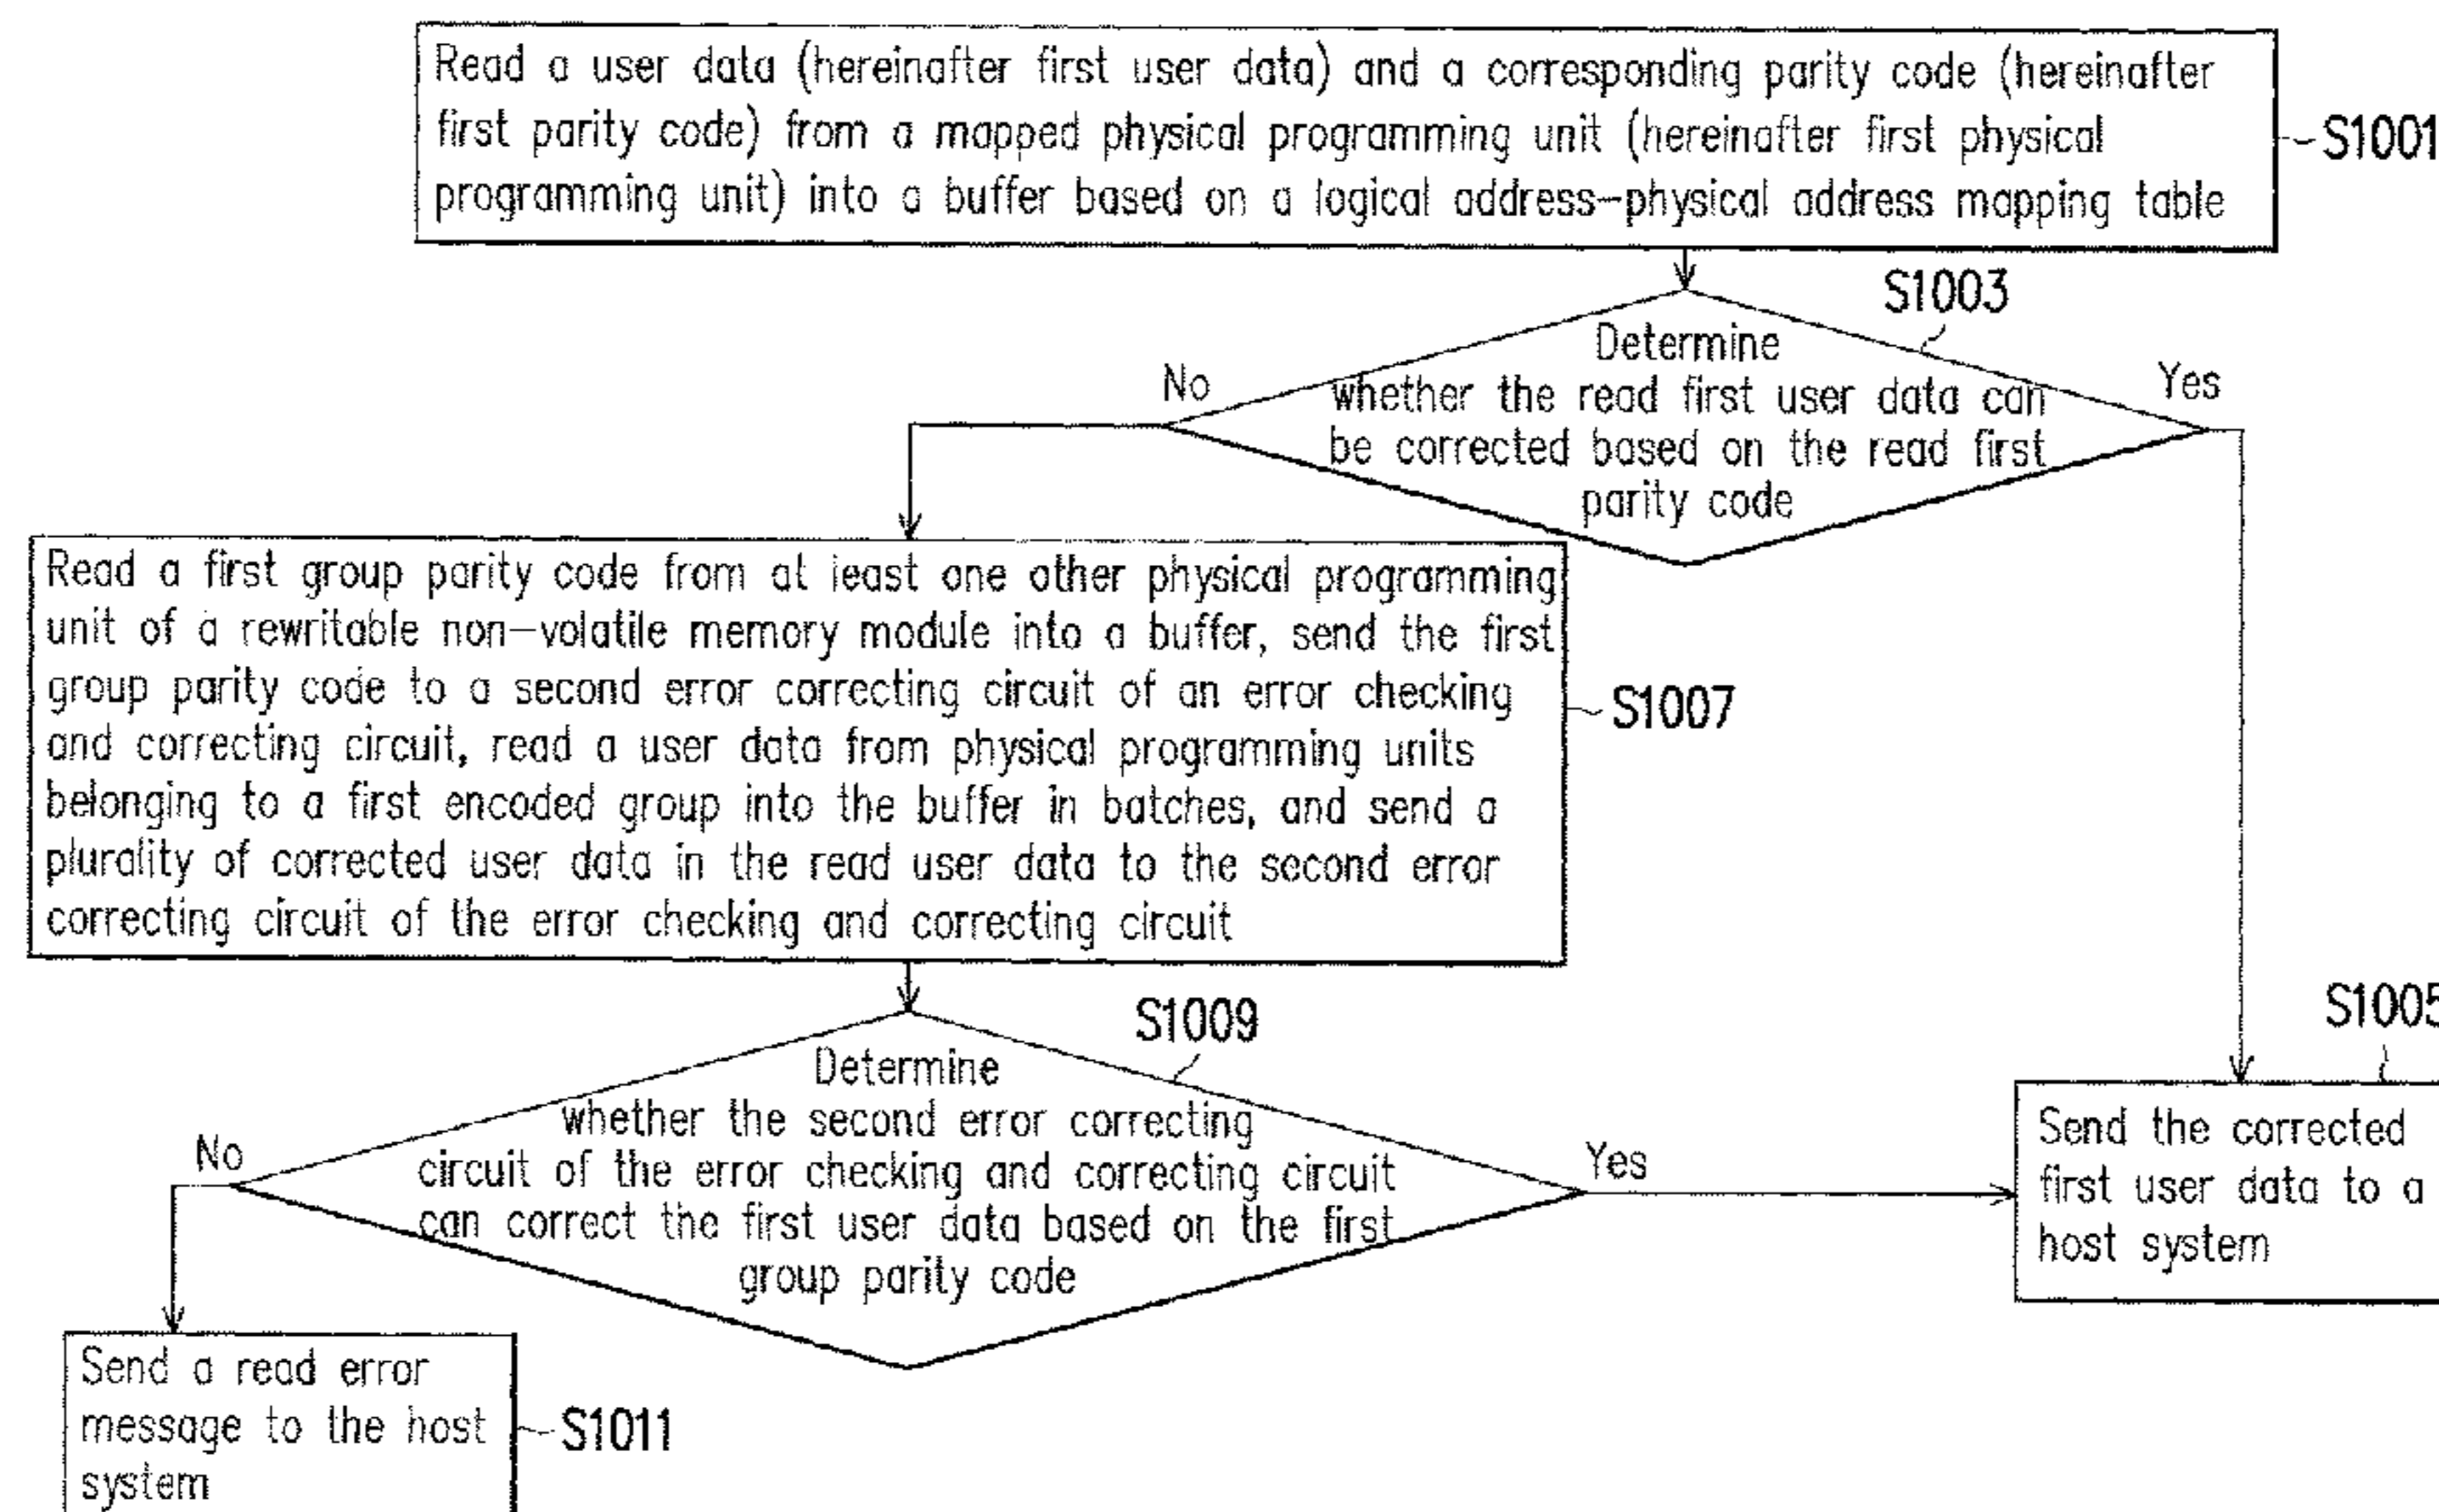 Read a user data (hereinafter first user data) and a corresponding parity code (hereinafter
first parity code) from a mapped physical programming unit (hereinafter first physical
programming unit) into a buffer based on a logical address-physical address mapping table
S1001
S1003
Determine
whether the read first user data can
be corrected based on the read first
parity code
No
Yes
Read a first group parity code from at least one other physical programming
unit of a rewritable non-volatile memory module into a buffer, send the first
group parity code to a second error correcting circuit of an error checking
and correcting circuit, read a user data from physical programming units
belonging to a first encoded group into the buffer in batches, and send a
plurality of corrected user data in the read user data to the second error
correcting circuit of the error checking and correcting circuit
S1007
S1009
Determine
whether the second error correcting
circuit of the error checking and correcting circuit
can correct the first user data based on the first
group parity code
No
Yes
S1005
Send the corrected
first user data to a
host system
Send a read error
message to the host
system
S1011